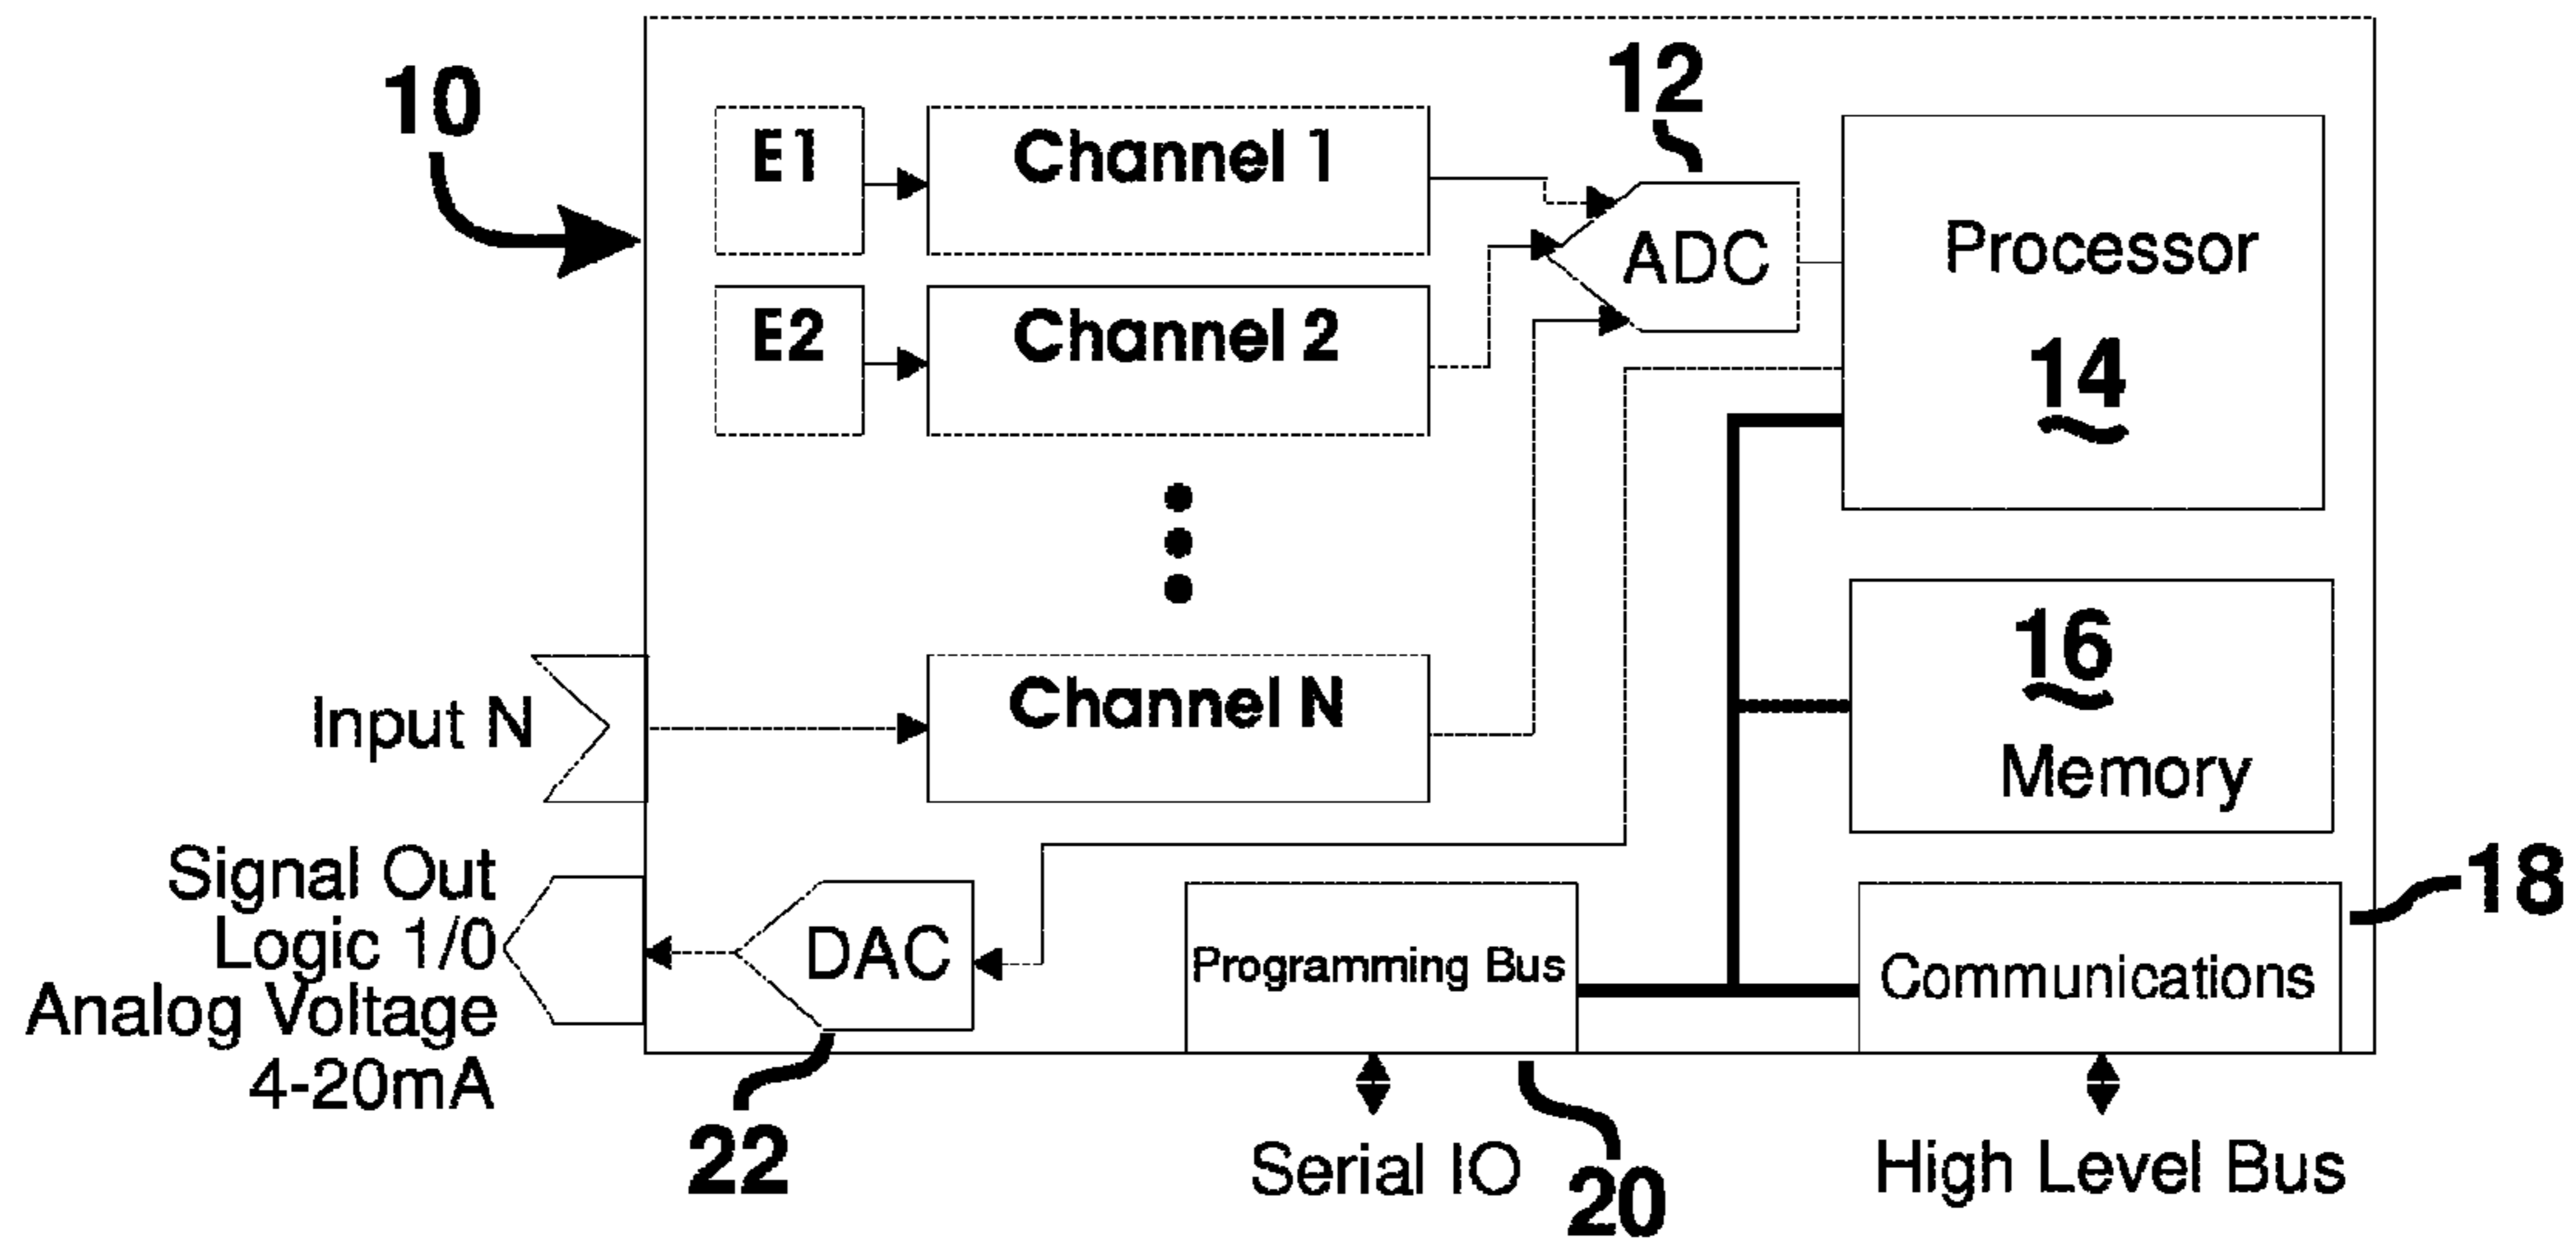 10
12
E1
Channel 1
ADC
Processor
14
E2
Channel 2
16
Memory
Input N
Channel N
Signal Out
Logic 1/0
Analog Voltage
4-20mA
DAC
22
Programming Bus
Serial IO
20
Communications
18
High Level Bus